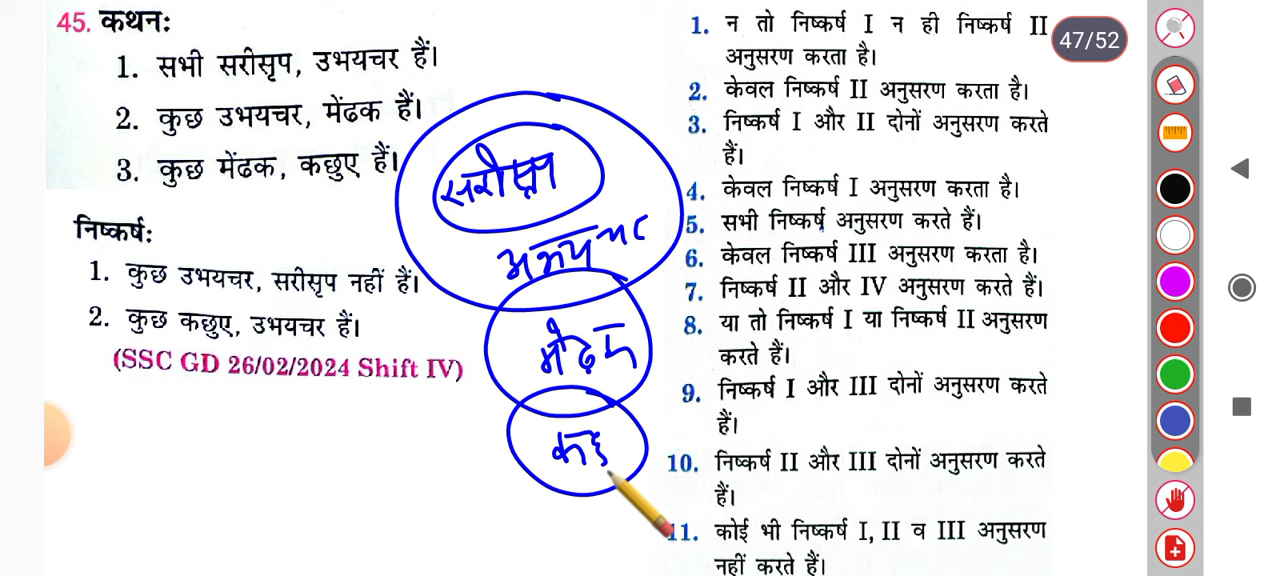 45. कथनः
1. सभी सरीसृप, उभयचर हैं।
2. कुछ उभयचर, मेंढक हैं।
3. कुछ मेंढक, कछुए हैं।
निष्कर्षः
1. कुछ उभयचर, सरीसृप नहीं हैं।
2. कुछ कछुए, उभयचर हैं।
(SSC GD 26/02/2024 Shift IV)
सरीसृप
1. न तो निष्कर्ष I न ही निष्कर्ष II
अनुसरण करता है।
2. केवल निष्कर्ष II अनुसरण करता है।
3. निष्कर्ष I और II दोनों अनुसरण करते
हैं।
4. केवल निष्कर्ष I अनुसरण करता है।
5. सभी निष्कर्ष अनुसरण करते हैं।
6. केवल निष्कर्ष III अनुसरण करता है।
7. निष्कर्ष II और IV अनुसरण करते हैं।
8. या तो निष्कर्ष I या निष्कर्ष II अनुसरण
करते हैं।
9. निष्कर्ष I और III दोनों अनुसरण करते
हैं।
10. निष्कर्ष II और III दोनों अनुसरण करते
हैं।
11. कोई भी निष्कर्ष I, II व III अनुसरण
नहीं करते हैं।
47/52